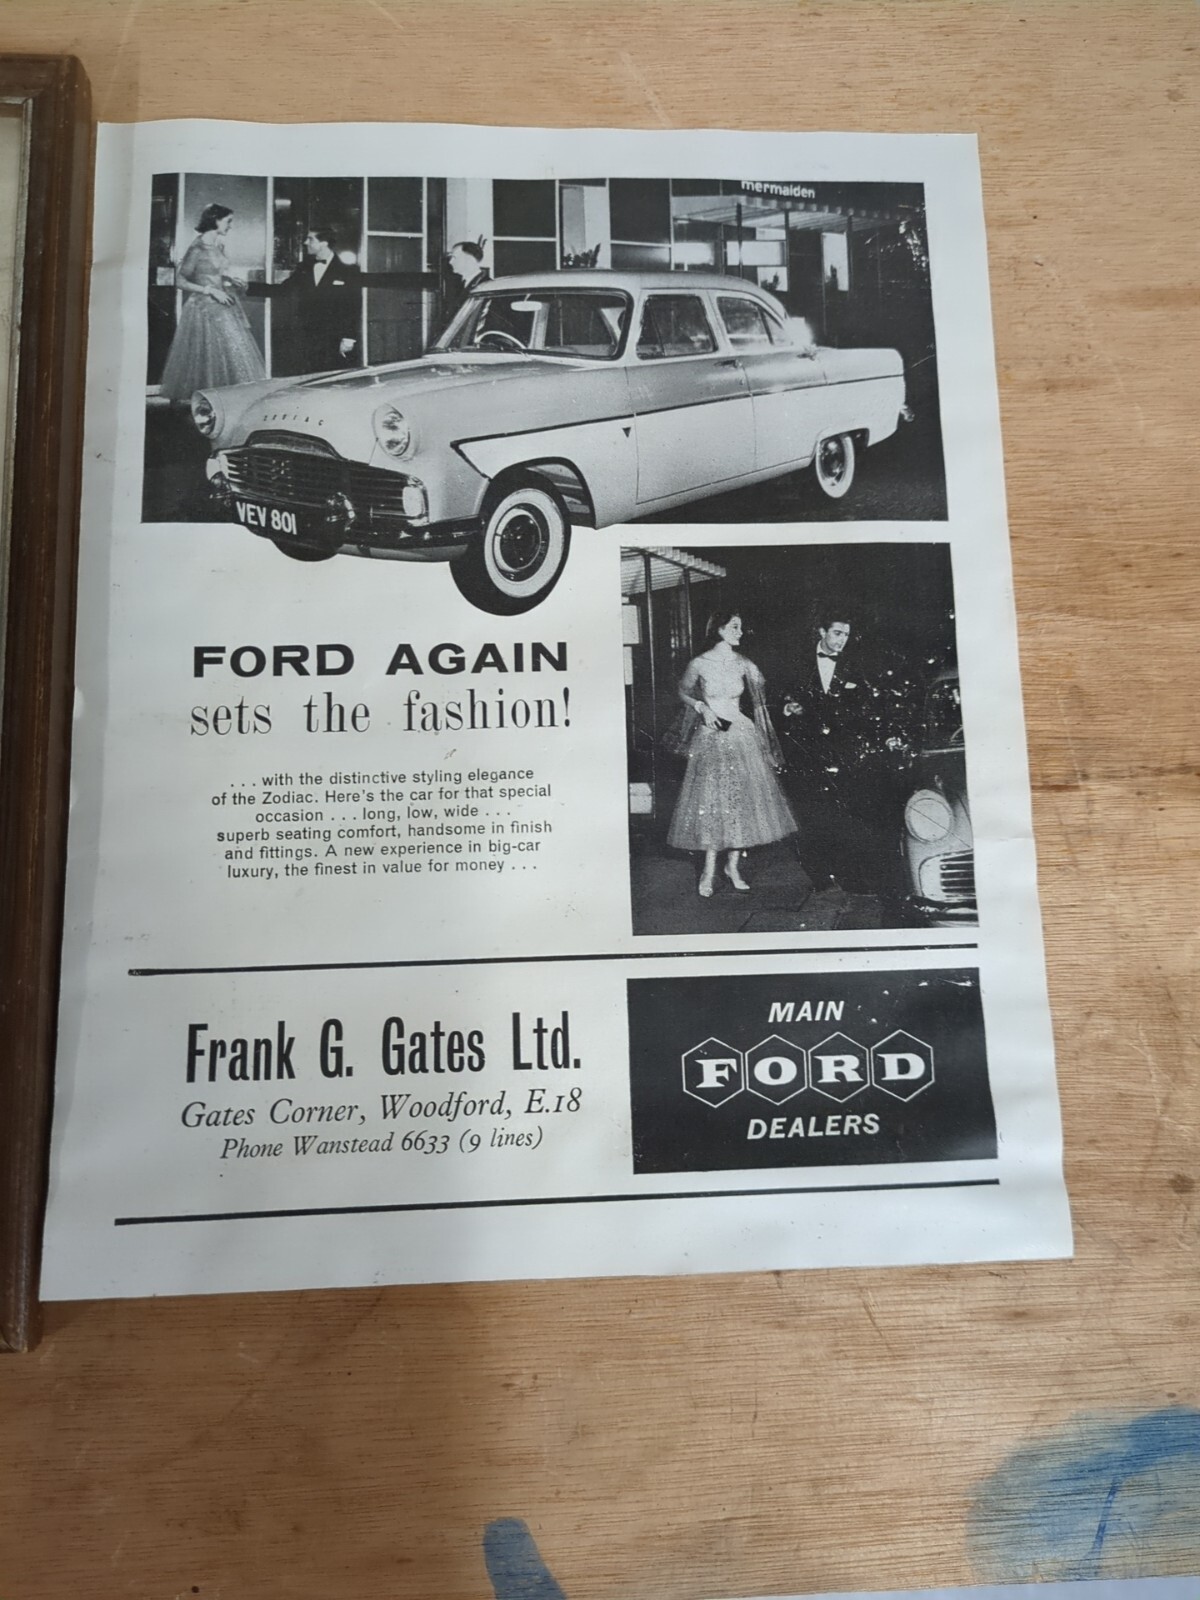 mermaiden
ZODIAC
VEV 801
FORD AGAIN
sets the fashion!
. . . with the distinctive styling elegance
of the Zodiac. Here's the car for that special
occasion . . . long, low, wide . . .
superb seating comfort, handsome in finish
and fittings. A new experience in big-car
luxury, the finest in value for money . . .
Frank G. Gates Ltd.
Gates Corner, Woodford, E.18
Phone Wanstead 6633 (9 lines)
MAIN
FORD
DEALERS